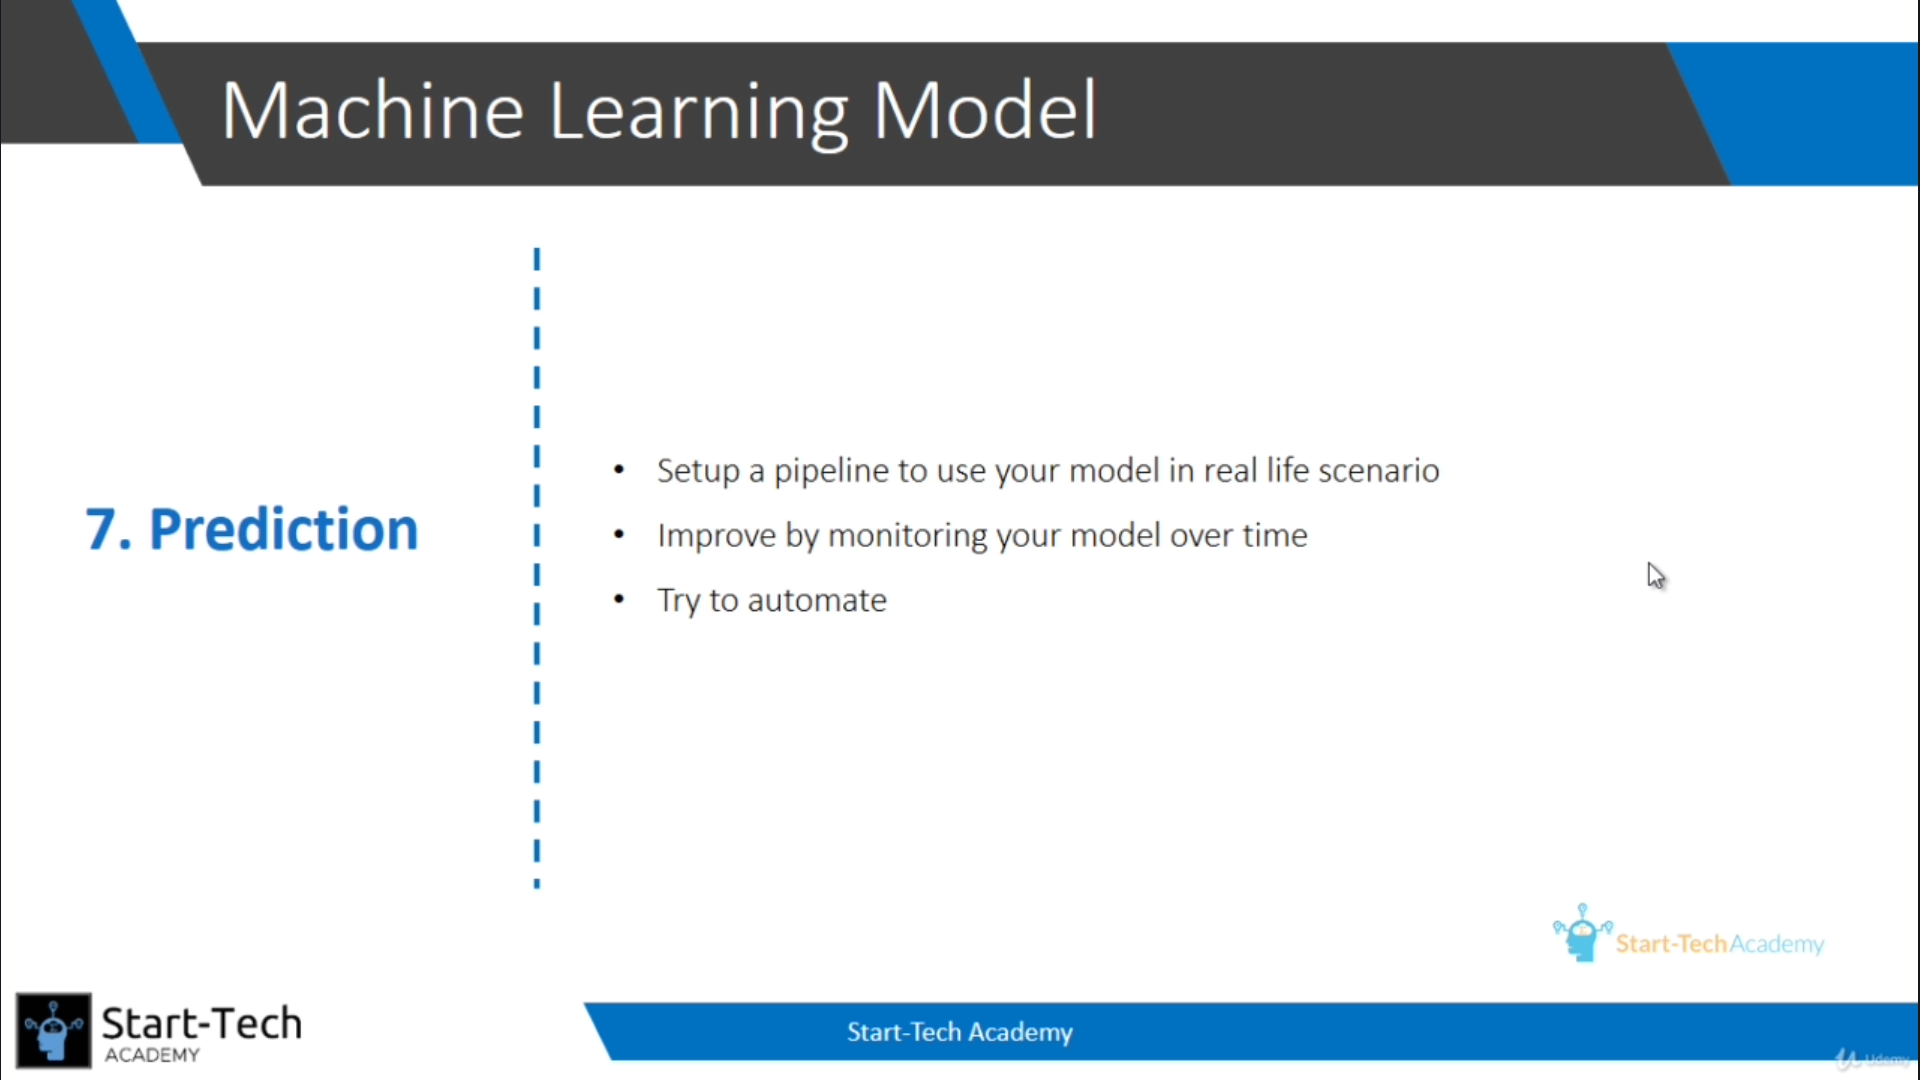 Machine Learning Model
7. Prediction
• Setup a pipeline to use your model in real life scenario
• Improve by monitoring your model over time
• Try to automate
Start-Tech Academy
Start-Tech
ACADEMY
Start-Tech Academy
Udemy